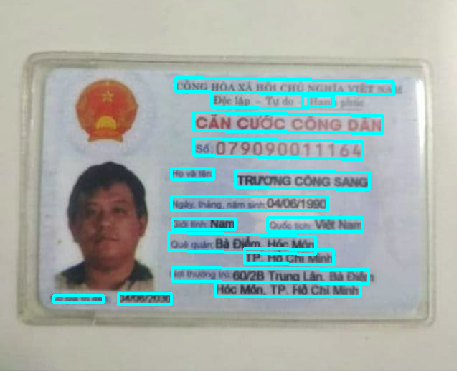 CỘNG HÒA XÃ HỘI CHỦ NGHĨA VIỆT NAM
Độc lập - Tự do - Hạnh phúc
CĂN CƯỚC CÔNG DÂN
Số: 079090011164
Họ và tên
TRƯƠNG CÔNG SANG
Ngày, tháng, năm sinh: 04/06/1990
Giới tính: Nam Quốc tịch: Việt Nam
Quê quán: Bà Điểm, Hóc Môn
TP. Hồ Chí Minh
Nơi thường trú: 60/2B Trung Lân, Bà Điểm
Hóc Môn, TP. Hồ Chí Minh
04/06/2030